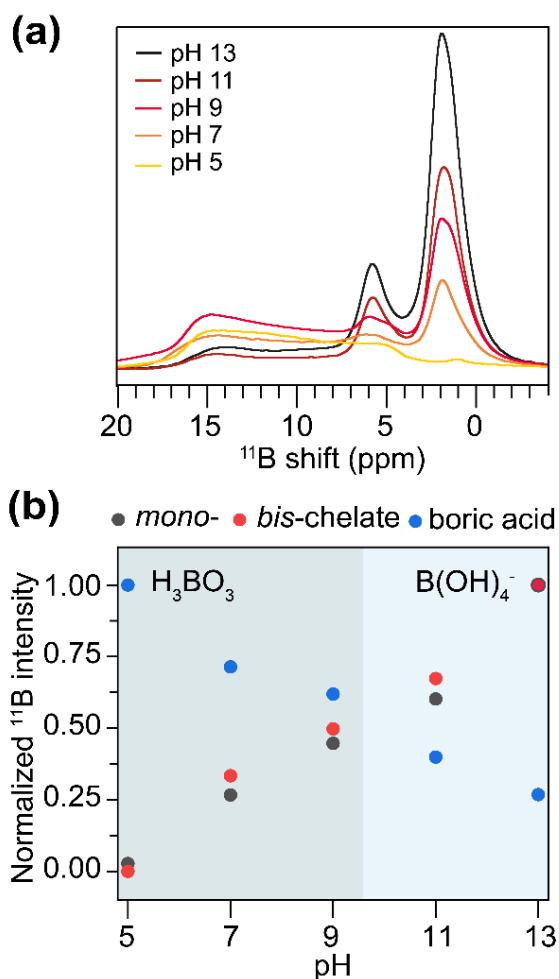 (a)
pH 13
pH 11
pH 9
pH 7
pH 5
20 15 10 5 0
¹¹B shift (ppm)
(b)
mono- bis-chelate boric acid
H₃BO₃ B(OH)₄⁻
Normalized ¹¹B intensity
1.00
0.75
0.50
0.25
0.00
5 7 9 11 13
pH